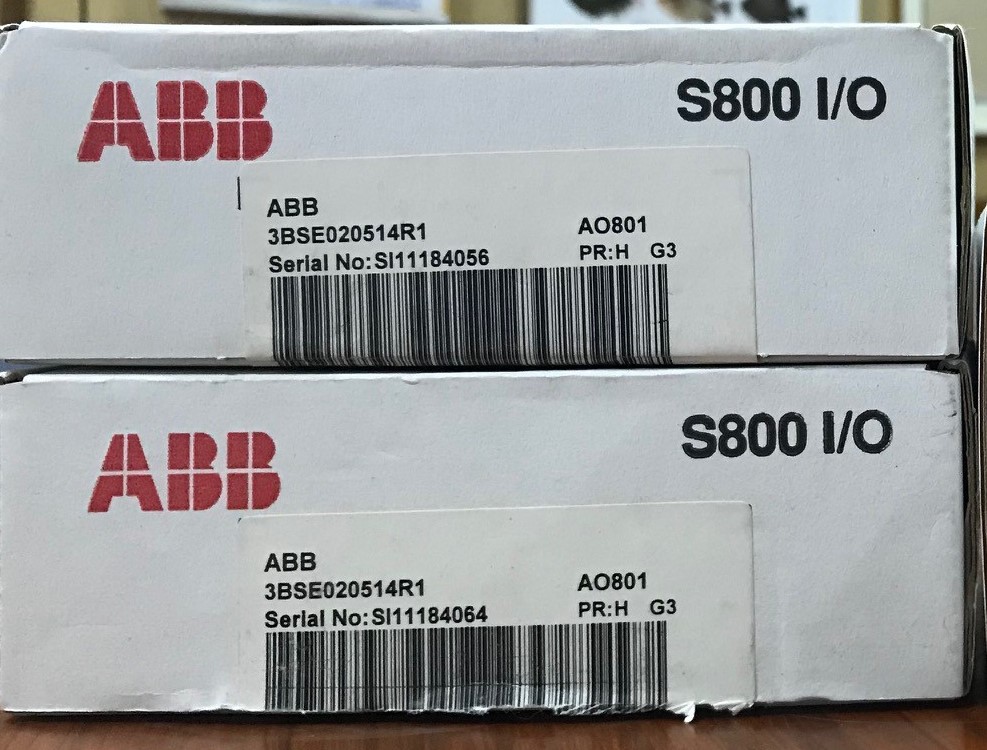 ABB
S800 I/O
ABB
3BSE020514R1
AO801
Serial No:SI11184056
PR:H G3
ABB
S800 I/O
ABB
3BSE020514R1
AO801
Serial No:SI11184064
PR:H G3